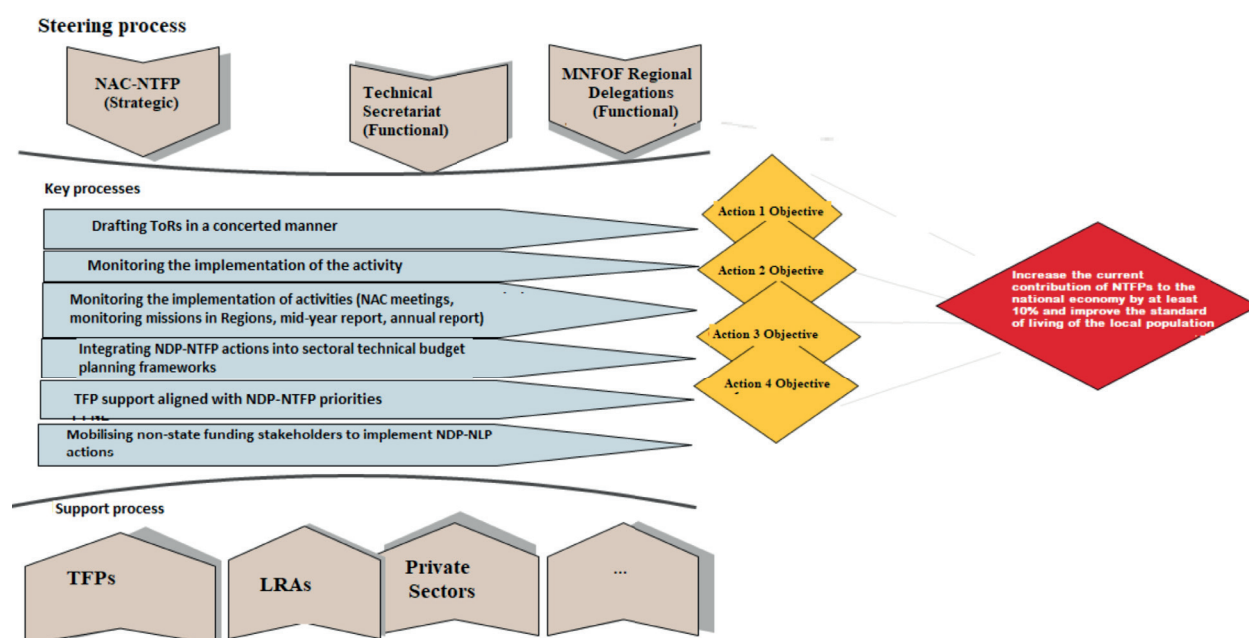 Steering process
NAC-NTFP
(Strategic)
Technical
Secretariat
(Functional)
MNFOF Regional
Delegations
(Functional)
Key processes
Drafting ToRs in a concerted manner
Monitoring the implementation of the activity
Monitoring the implementation of activities (NAC meetings,
monitoring missions in Regions, mid-year report, annual report)
Integrating NDP-NTFP actions into sectoral technical budget
planning frameworks
TFP support aligned with NDP-NTFP priorities
Mobilising non-state funding stakeholders to implement NDP-NLP
actions
Action 1 Objective
Action 2 Objective
Action 3 Objective
Action 4 Objective
Increase the current
contribution of NTFPs to the
national economy by at least
10% and improve the standard
of living of the local population
Support process
TFPs
LRAs
Private
Sectors
...